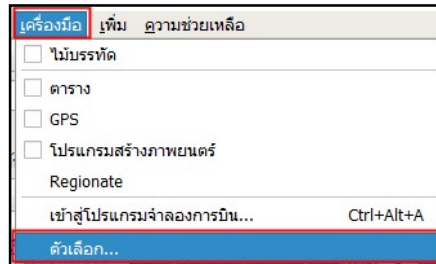 เครื่องมือ เพิ่ม ความช่วยเหลือ
ไม้บรรทัด
ตาราง
GPS
โปรแกรมสร้างภาพยนตร์
Regionate
เข้าสู่โปรแกรมจำลองการบิน... Ctrl+Alt+A
ตัวเลือก...